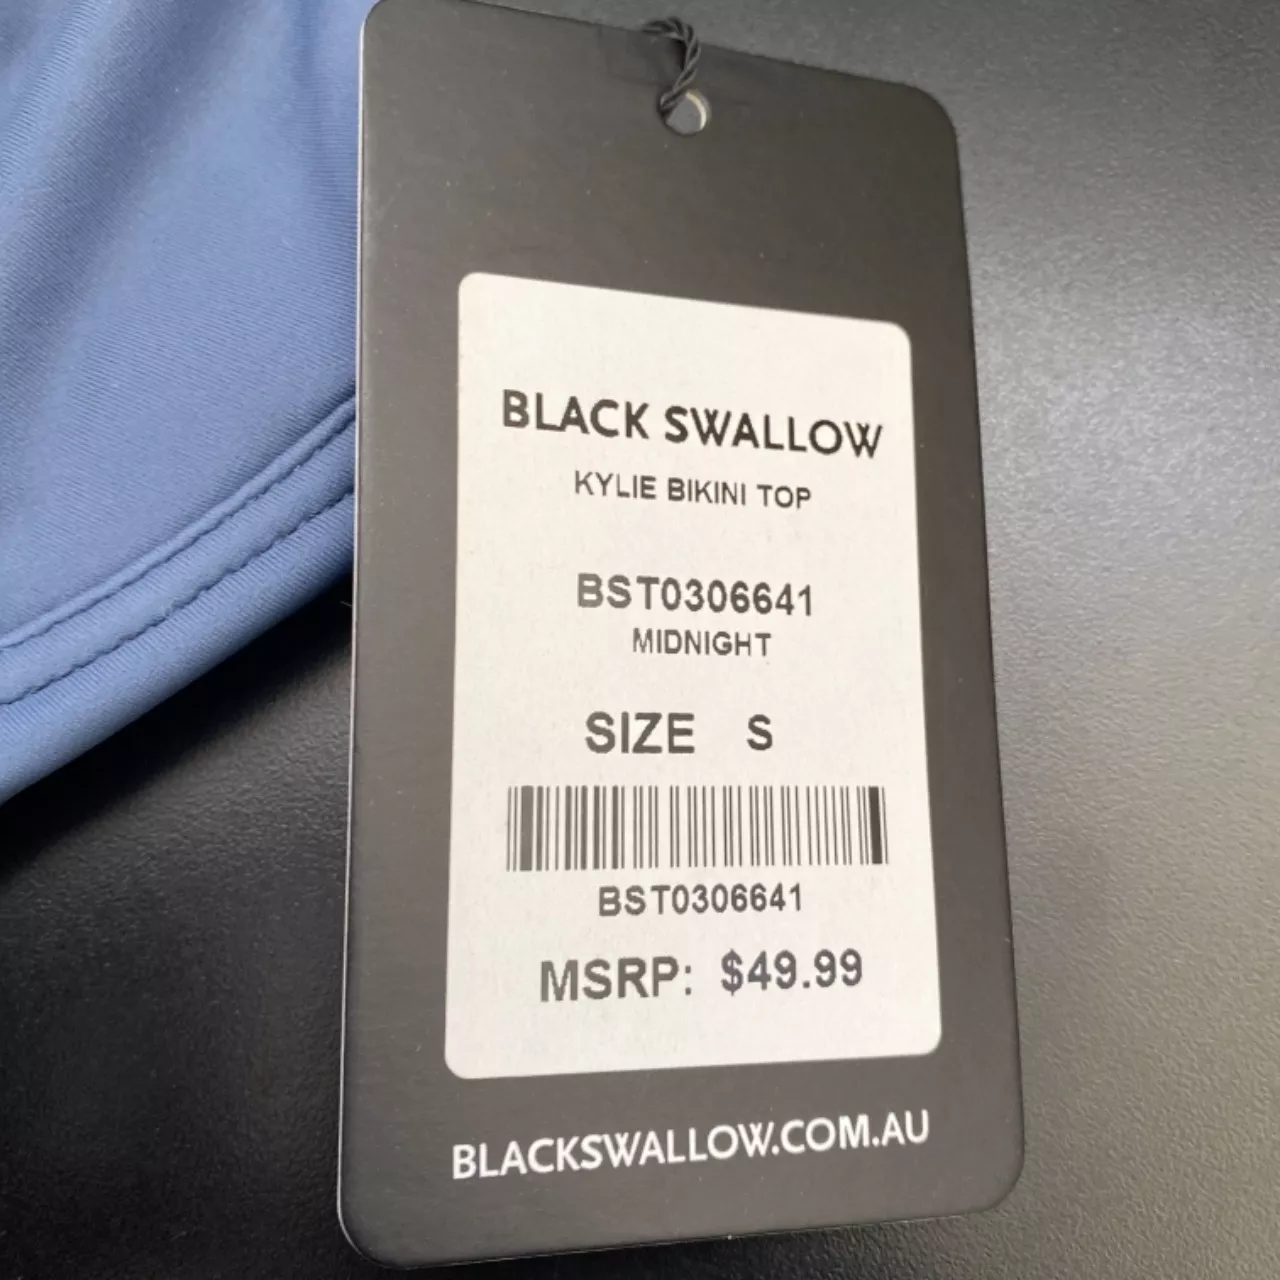 BLACK SWALLOW
KYLIE BIKINI TOP
BST0306641
MIDNIGHT
SIZE S
BST0306641
MSRP: $49.99
BLACKSWALLOW.COM.AU